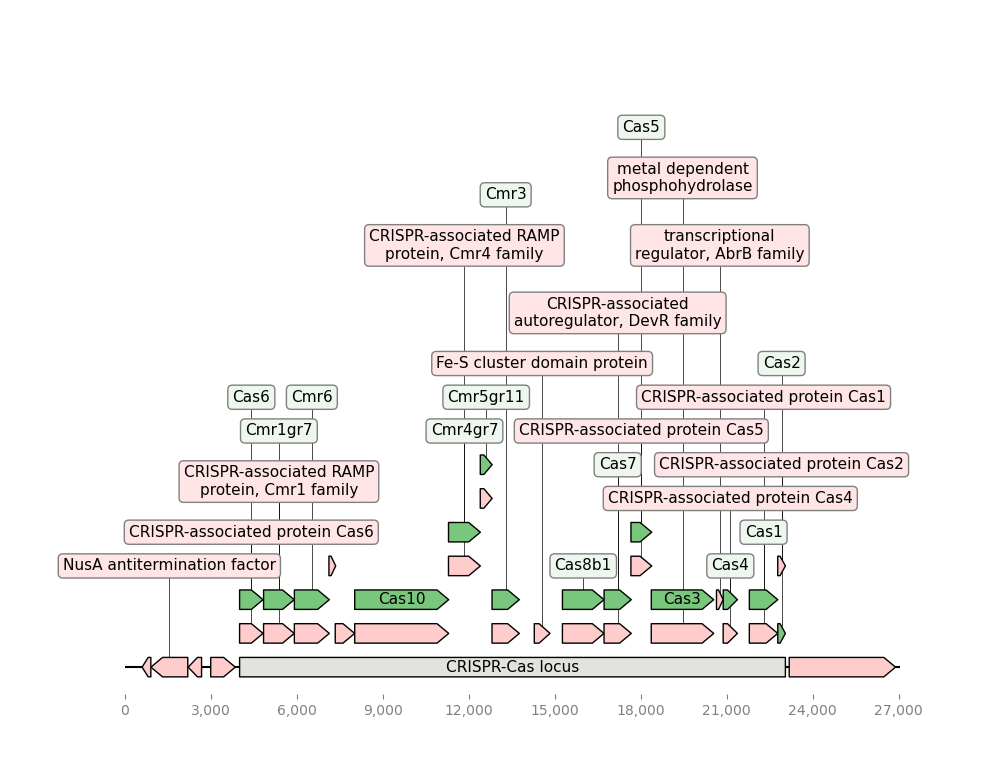 Cas5
metal dependent
phosphohydrolase
Cmr3
CRISPR-associated RAMP
protein, Cmr4 family
transcriptional
regulator, AbrB family
CRISPR-associated
autoregulator, DevR family
Fe-S cluster domain protein
Cas2
Cas6
Cmr6
Cmr5gr11
CRISPR-associated protein Cas1
Cmr1gr7
Cmr4gr7
CRISPR-associated protein Cas5
CRISPR-associated RAMP
protein, Cmr1 family
Cas7
CRISPR-associated protein Cas2
CRISPR-associated protein Cas4
CRISPR-associated protein Cas6
Cas1
NusA antitermination factor
Cas8b1
Cas4
Cas10
Cas3
CRISPR-Cas locus
0
3,000
6,000
9,000
12,000
15,000
18,000
21,000
24,000
27,000